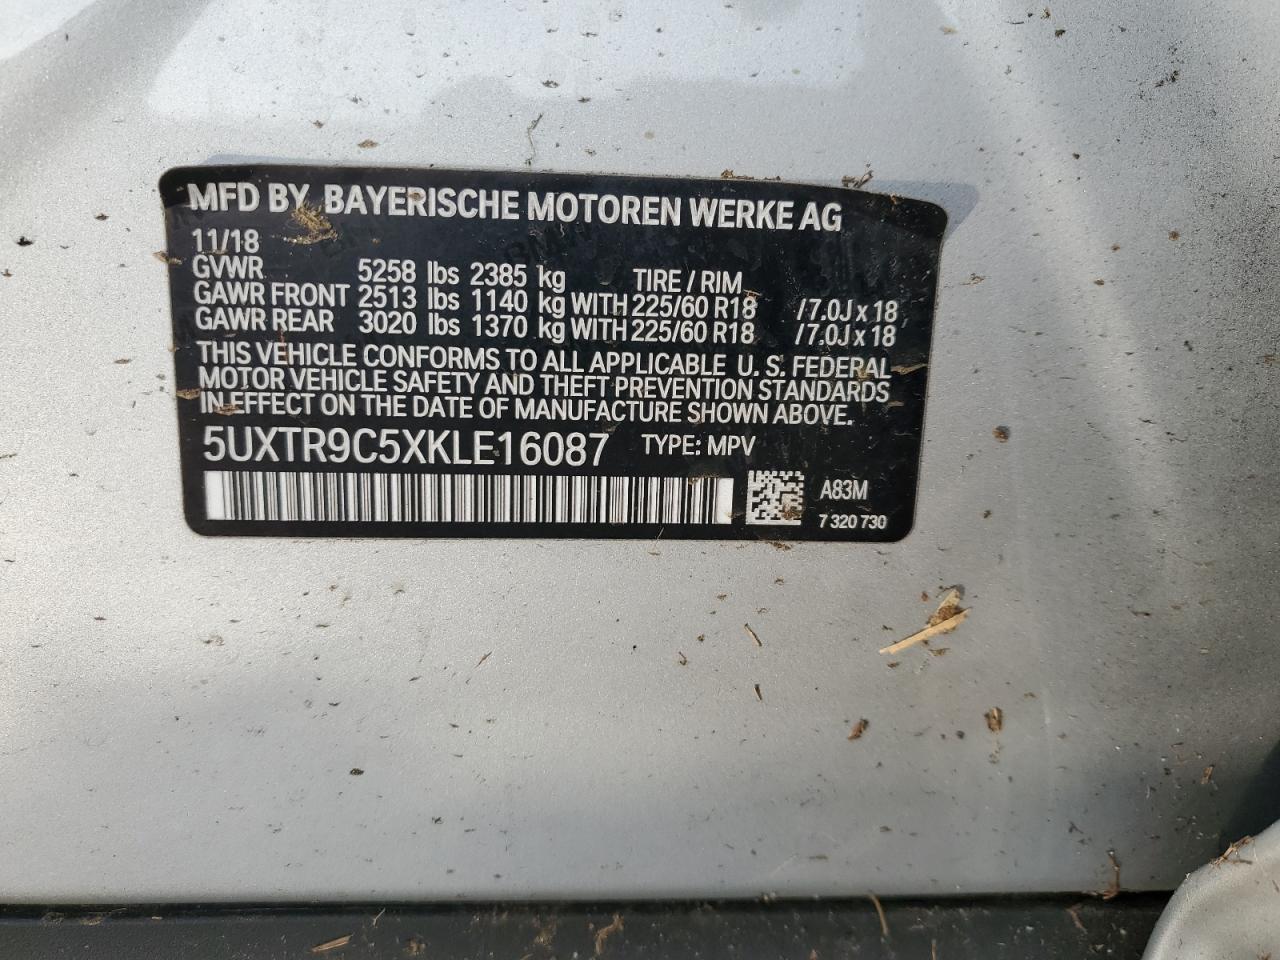 MFD BY BAYERISCHE MOTOREN WERKE AG
11/18
GVWR 5258 lbs 2385 kg TIRE / RIM
GAWR FRONT 2513 lbs 1140 kg WITH 225/60 R18 / 7.0J x 18
GAWR REAR 3020 lbs 1370 kg WITH 225/60 R18 / 7.0J x 18
THIS VEHICLE CONFORMS TO ALL APPLICABLE U. S. FEDERAL
MOTOR VEHICLE SAFETY AND THEFT PREVENTION STANDARDS
IN EFFECT ON THE DATE OF MANUFACTURE SHOWN ABOVE.
5UXTR9C5XKLE16087 TYPE: MPV
A83M
7 320 730